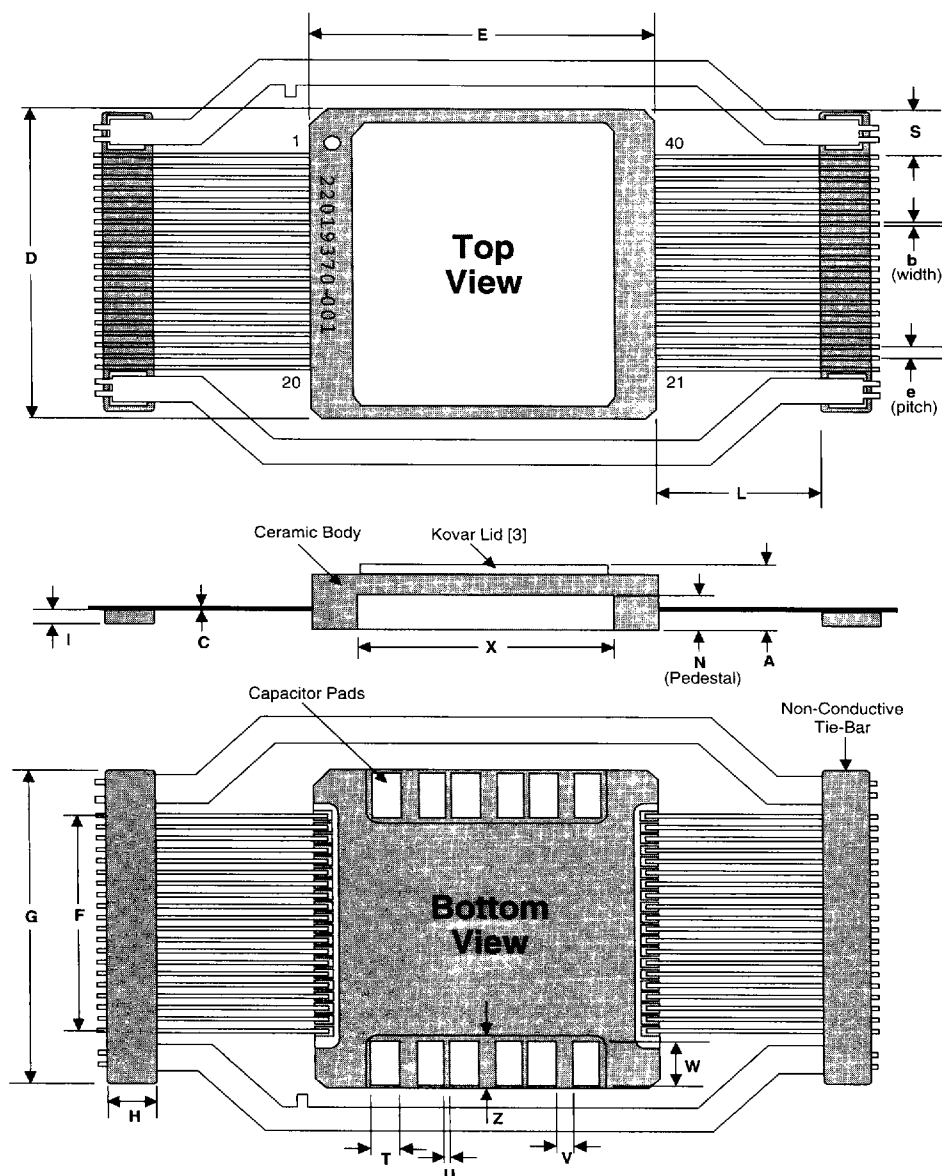 E
S
1
40
22019370-001
Top
View
D
b
(width)
20
21
e
(pitch)
L
Ceramic Body
Kovar Lid [3]
I
C
X
N
(Pedestal)
A
Capacitor Pads
Non-Conductive
Tie-Bar
G
F
Bottom
View
W
H
Z
T
U
V